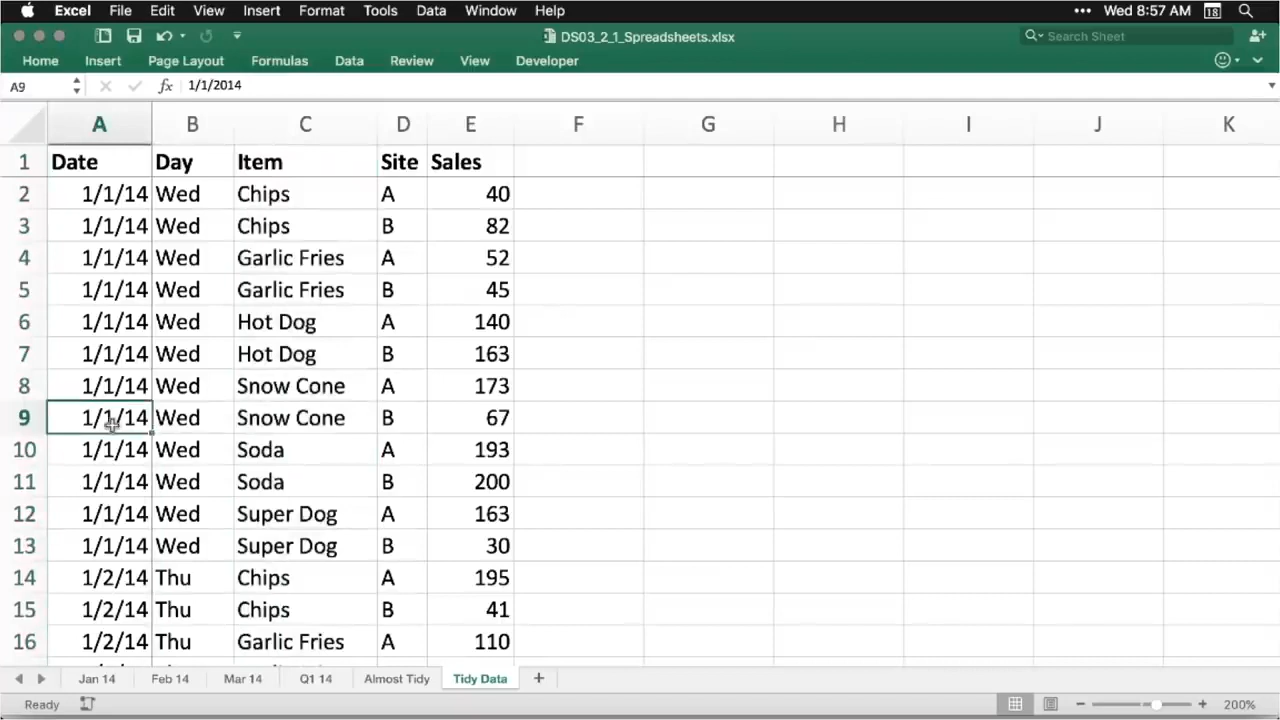 Excel File Edit View Insert Format Tools Data Window Help ••• Wed 8:57 AM 18
DS03_2_1_Spreadsheets.xlsx Search Sheet
Home Insert Page Layout Formulas Data Review View Developer
A9 fx 1/1/2014
A B C D E F G H I J K
1 Date Day Item Site Sales
2 1/1/14 Wed Chips A 40
3 1/1/14 Wed Chips B 82
4 1/1/14 Wed Garlic Fries A 52
5 1/1/14 Wed Garlic Fries B 45
6 1/1/14 Wed Hot Dog A 140
7 1/1/14 Wed Hot Dog B 163
8 1/1/14 Wed Snow Cone A 173
9 1/1/14 Wed Snow Cone B 67
10 1/1/14 Wed Soda A 193
11 1/1/14 Wed Soda B 200
12 1/1/14 Wed Super Dog A 163
13 1/1/14 Wed Super Dog B 30
14 1/2/14 Thu Chips A 195
15 1/2/14 Thu Chips B 41
16 1/2/14 Thu Garlic Fries A 110
Jan 14 Feb 14 Mar 14 Q1 14 Almost Tidy Tidy Data +
Ready 200%